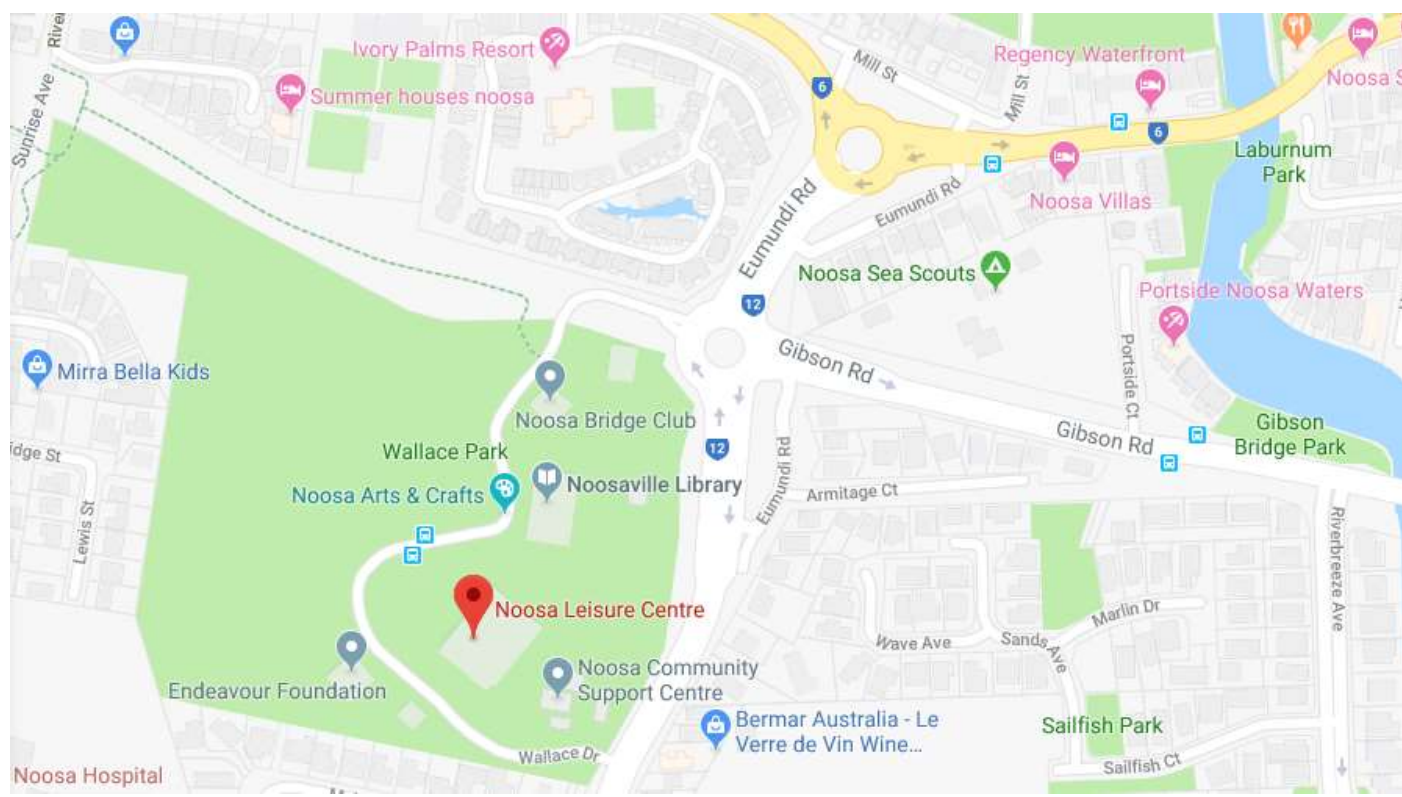 River
Ivory Palms Resort
6
Mill St
Regency Waterfront
Summer houses noosa
Mill St
Noosa S
6
Sunrise Ave
Laburnum
Park
Eumundi Rd
Eumundi Rd
Noosa Villas
Noosa Sea Scouts
12
Portside Noosa Waters
Gibson Rd
Portside Ct
Mirra Bella Kids
Noosa Bridge Club
Gibson
Bridge Park
Gibson Rd
12
Wallace Park
idge St
Noosa Arts & Crafts
Noosaville Library
Eumundi Rd
Armitage Ct
Lewis St
Riverbreeze Ave
Noosa Leisure Centre
Marlin Dr
Wave Ave
Sands Ave
Noosa Community
Support Centre
Endeavour Foundation
Bermar Australia - Le
Verre de Vin Wine...
Sailfish Park
Wallace Dr
Sailfish Ct
Noosa Hospital